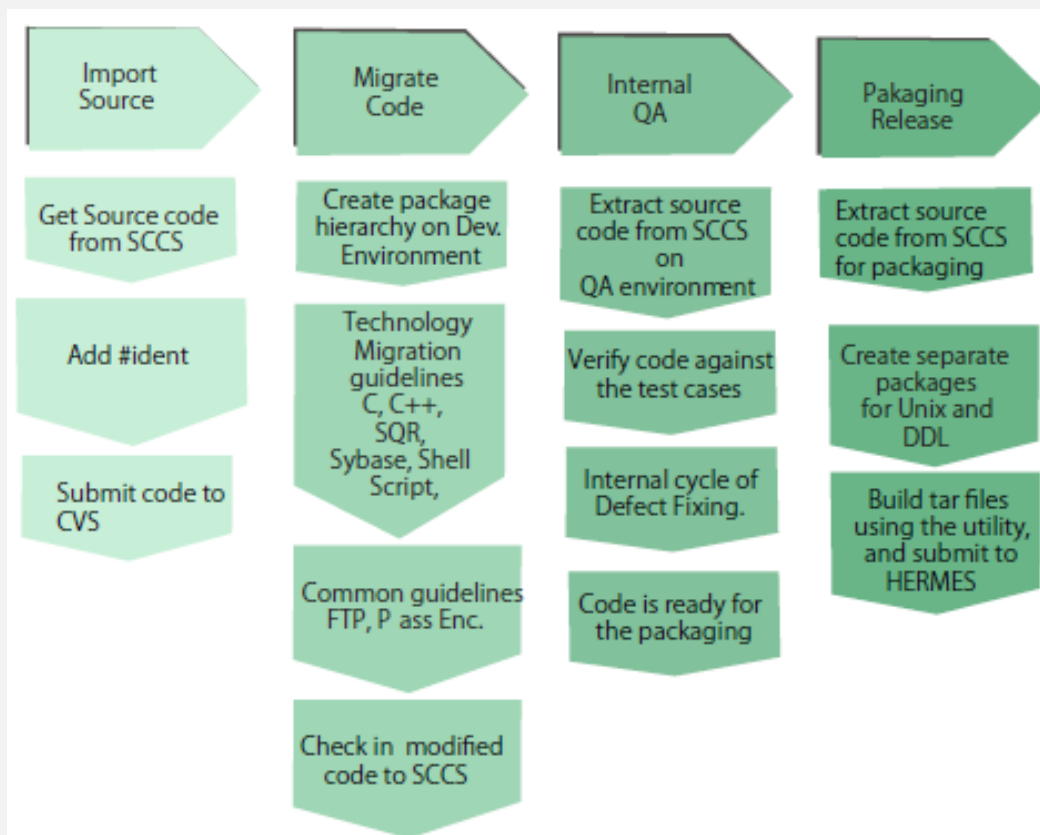 Import
Source
Get Source code
from SCCS
Add #ident
Submit code to
CVS
Migrate
Code
Create package
hierarchy on Dev.
Environment
Technology
Migration
guidelines
C, C++,
SQR,
Sybase, Shell
Script,
Common guidelines
FTP, P ass Enc.
Check in modified
code to SCCS
Internal
QA
Extract source
code from SCCS
on
QA environment
Verify code against
the test cases
Internal cycle of
Defect Fixing.
Code is ready for
the packaging
Pakaging
Release
Extract source
code from SCCS
for packaging
Create separate
packages
for Unix and
DDL
Build tar files
using the utility,
and submit to
HERMES